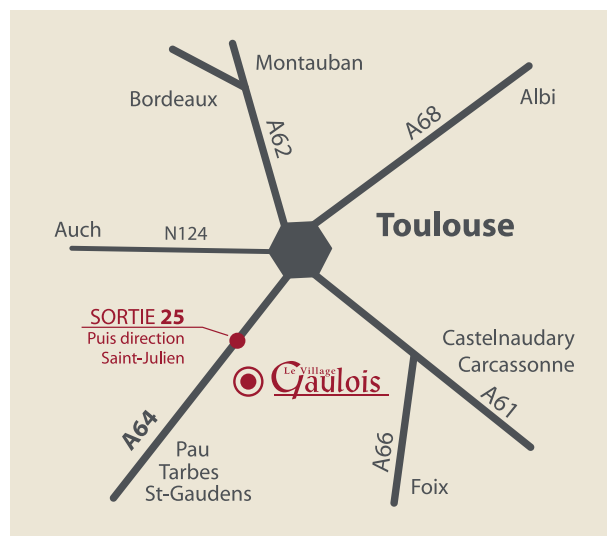 Montauban
Bordeaux
A62
A68
Albi
Auch
N124
Toulouse
SORTIE 25
Puis direction
Saint-Julien
Le Village
Gaulois
Castelnaudary
Carcassonne
A61
A64
Pau
Tarbes
St-Gaudens
A66
Foix